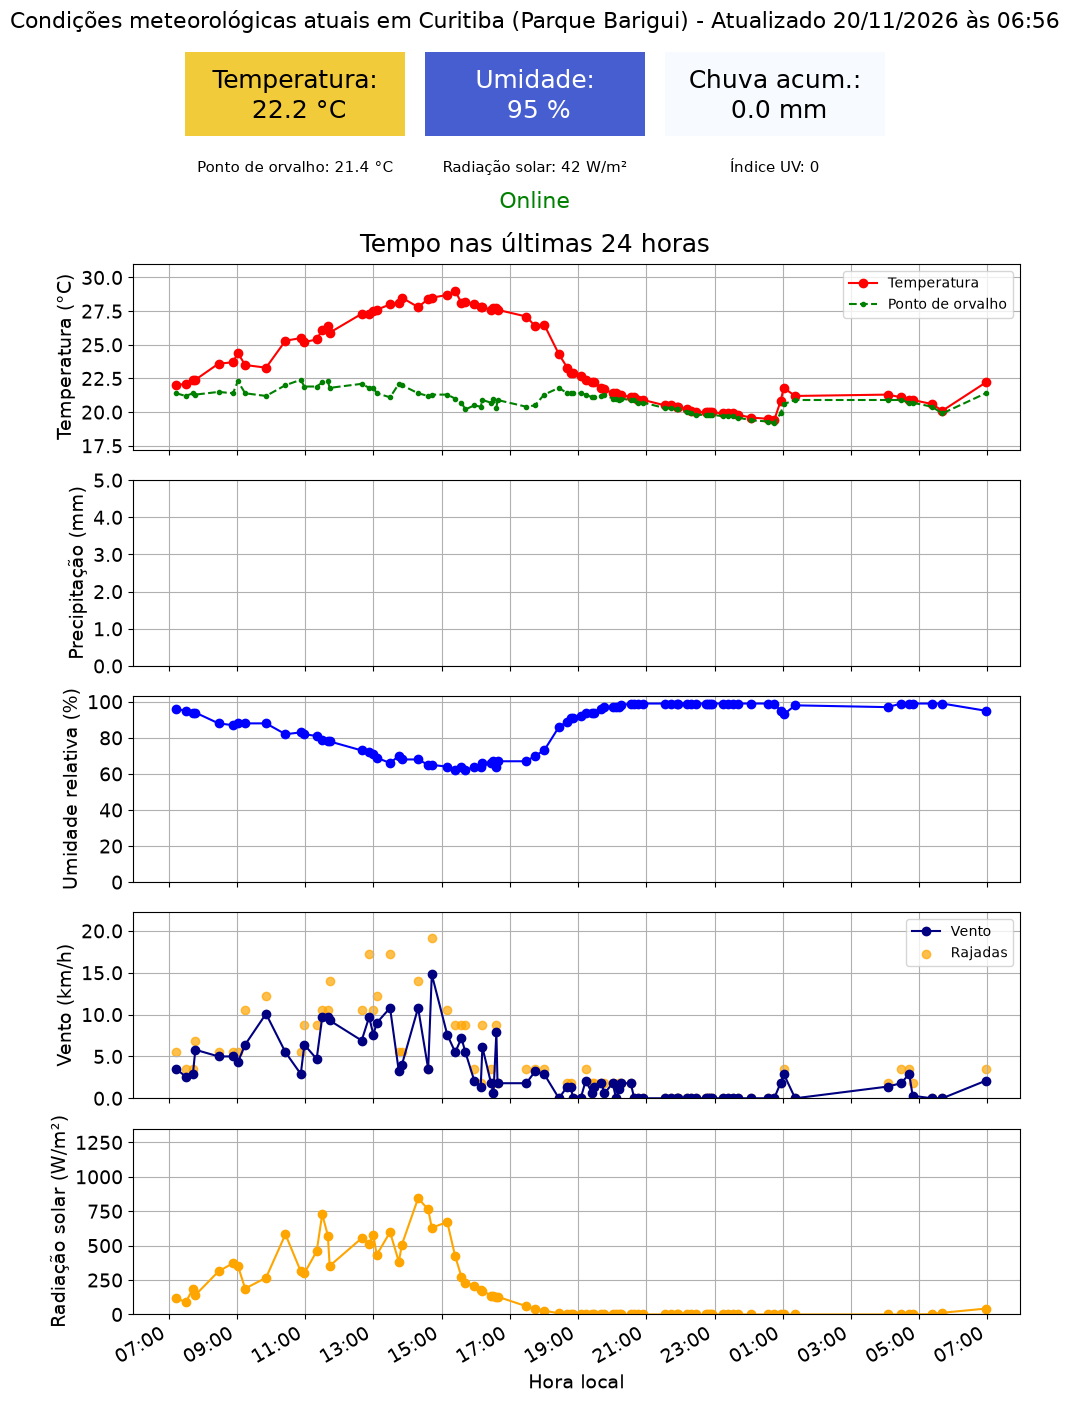 Condições meteorológicas atuais em Curitiba (Parque Barigui) - Atualizado 20/11/2026 às 06:56
Temperatura:
22.2 °C
Umidade:
95 %
Chuva acum.:
0.0 mm
Ponto de orvalho: 21.4 °C
Radiação solar: 42 W/m²
Índice UV: 0
Online
Tempo nas últimas 24 horas
Temperatura (°C)
30.0
27.5
25.0
22.5
20.0
17.5
Temperatura
Ponto de orvalho
Precipitação (mm)
5.0
4.0
3.0
2.0
1.0
0.0
Umidade relativa (%)
100
80
60
40
20
0
Vento (km/h)
20.0
15.0
10.0
5.0
0.0
Vento
Rajadas
Radiação solar (W/m²)
1250
1000
750
500
250
0
07:00
09:00
11:00
13:00
15:00
17:00
19:00
21:00
23:00
01:00
03:00
05:00
07:00
Hora local